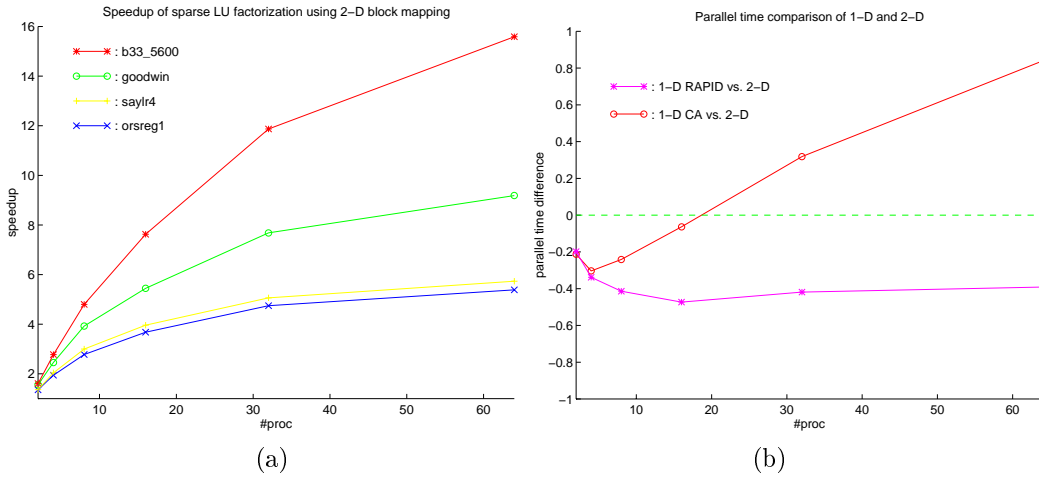 Speedup of sparse LU factorization using 2-D block mapping
16
14
12
10
8
6
4
2
speedup
: b33_5600
: goodwin
: saylr4
: orsreg1
10
20
30
40
50
60
#proc
(a)
Parallel time comparison of 1-D and 2-D
1
0.8
0.6
0.4
0.2
0
-0.2
-0.4
-0.6
-0.8
-1
parallel time difference
: 1-D RAPID vs. 2-D
: 1-D CA vs. 2-D
10
20
30
40
50
60
#proc
(b)